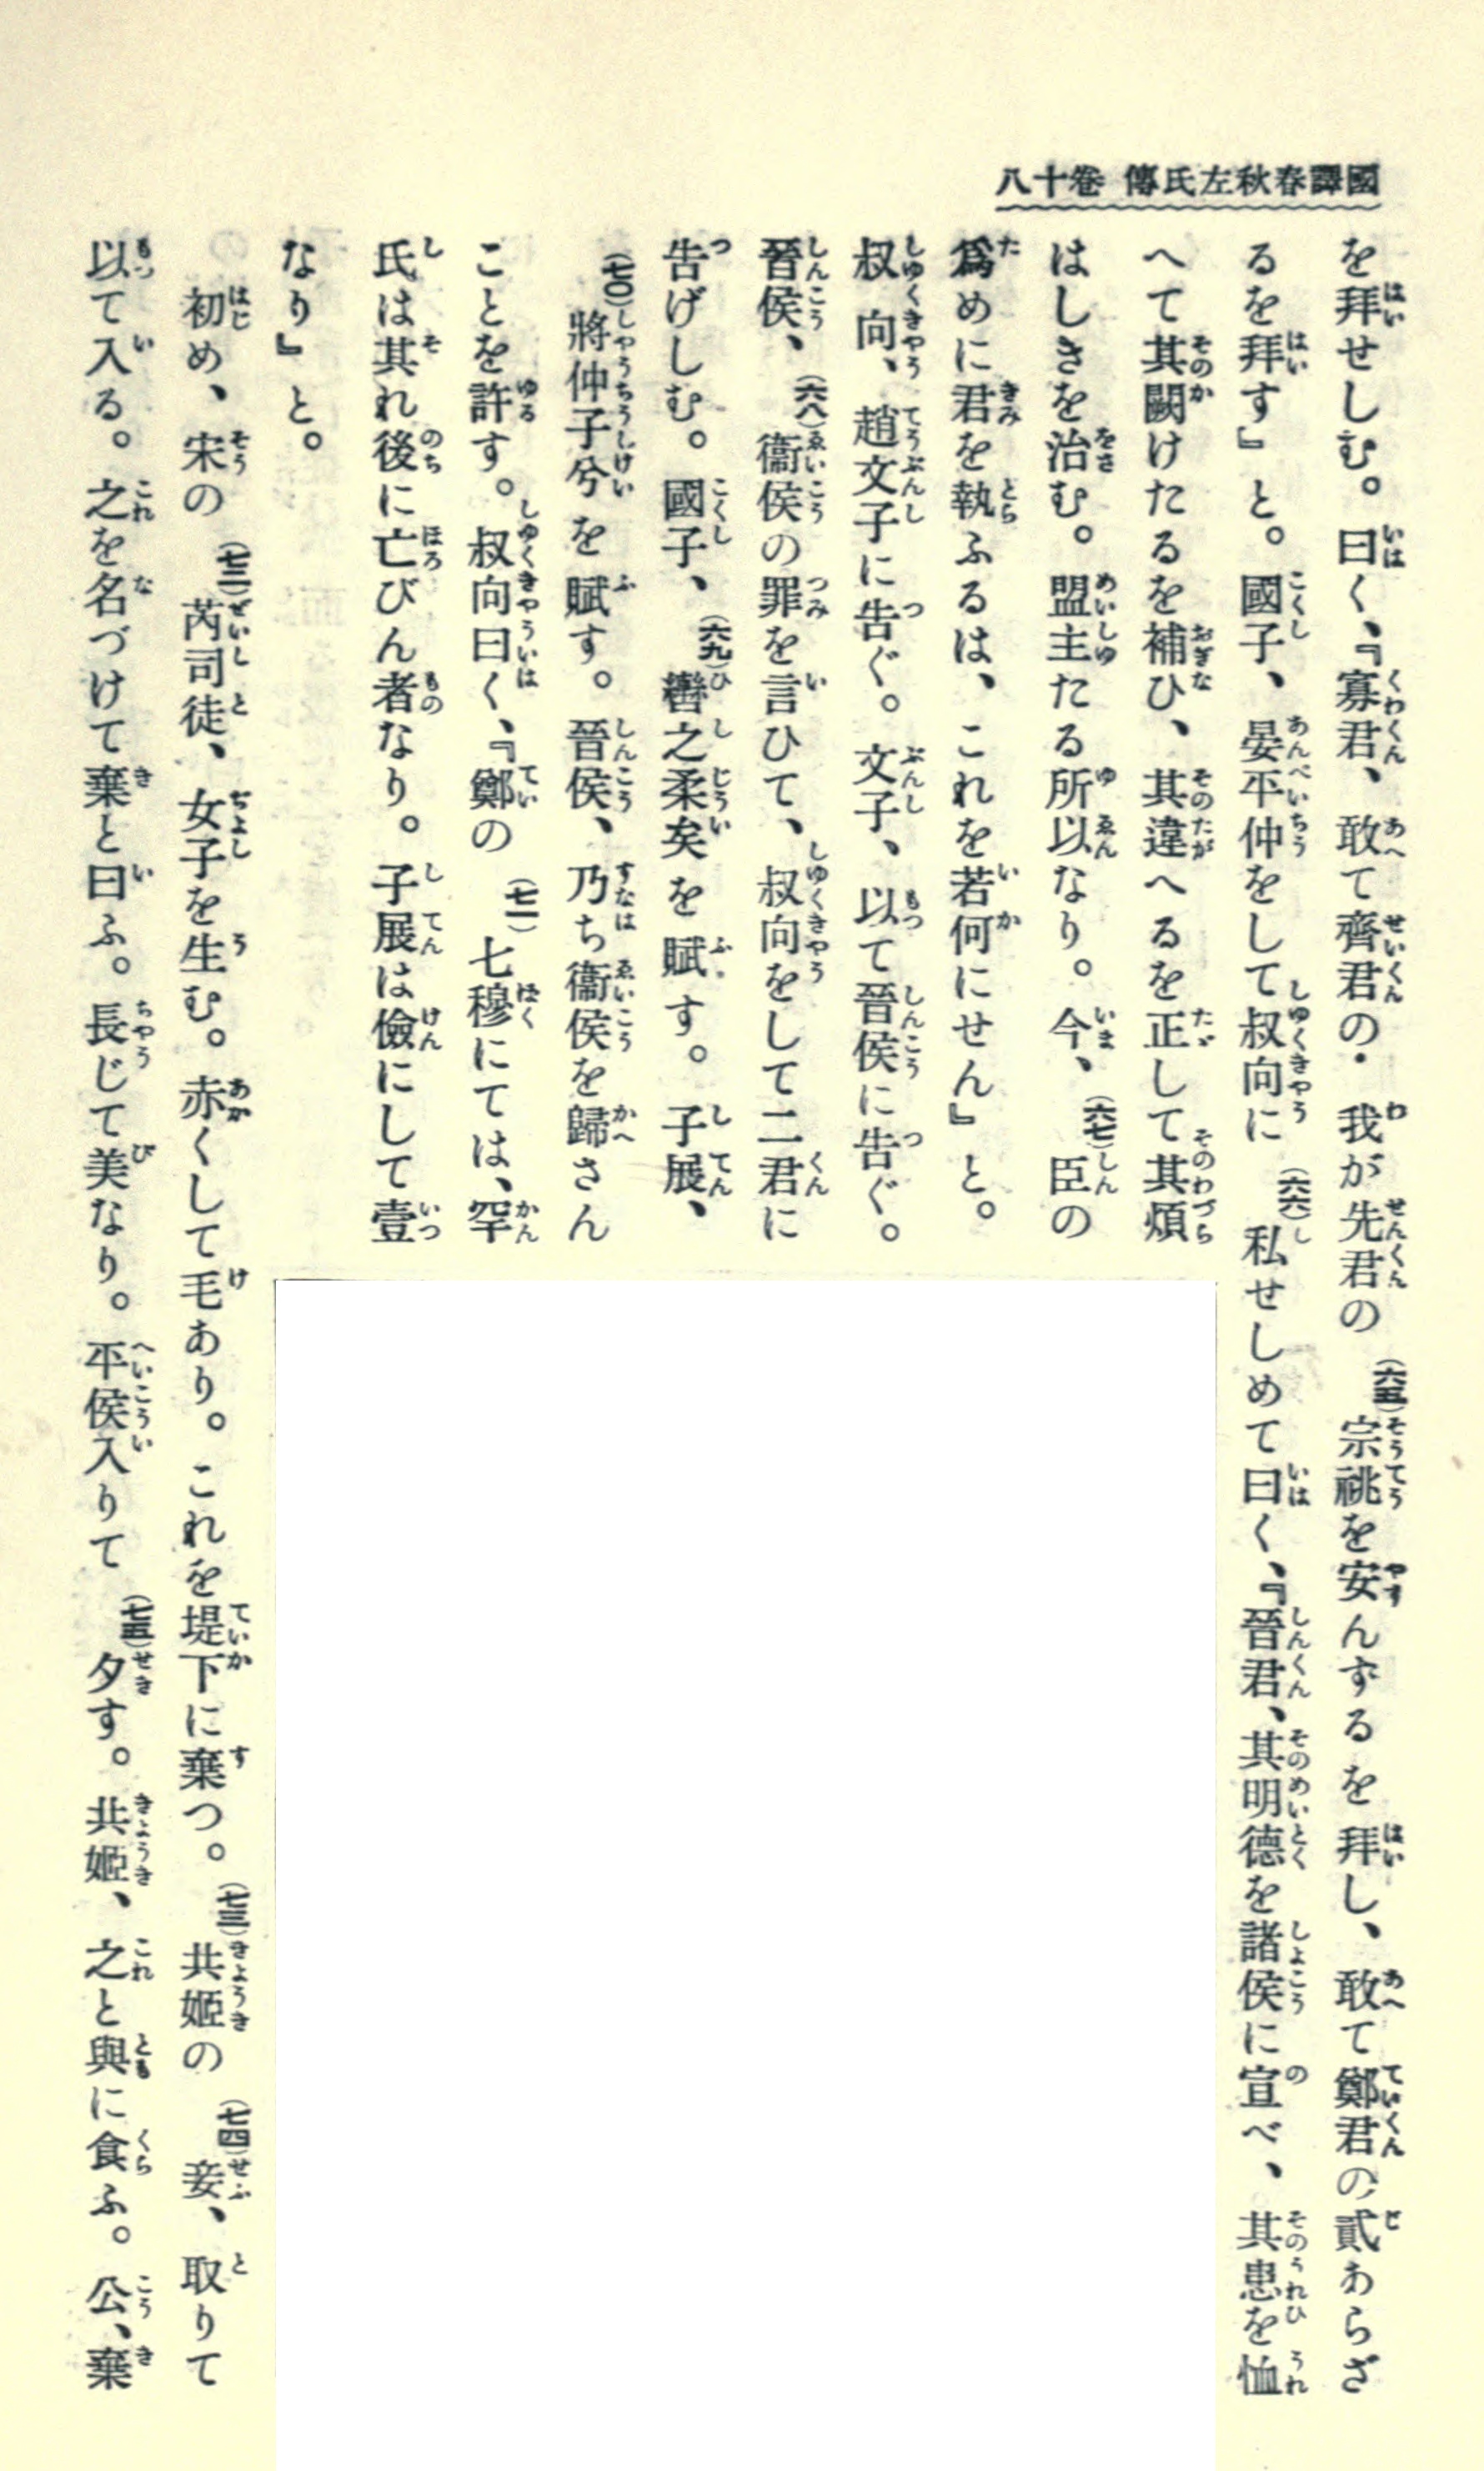 國譯春秋左氏傳 卷十八
を拜せしむ。曰く、『寡君、敢て齊君の・我が先君の(六五)宗祧を安んずるを拜し、敢て鄭君の貳あらざ
るを拜す』と。國子、晏平仲をして叔向に(六六)私せしめて曰く、『晉君、其明德を諸侯に宣べ、其患を恤
へて其闕けたるを補ひ、其違へるを正して其煩
はしきを治む。盟主たる所以なり。今、(六七)臣の
爲めに君を執ふるは、これを若何にせん』と。
叔向、趙文子に告ぐ。文子、以て晉侯に告ぐ。
晉侯、(六八)衞侯の罪を言ひて、叔向をして二君に
告げしむ。國子、(六九)轡之柔矣を賦す。子展、
(七〇)將仲子兮を賦す。晉侯、乃ち衞侯を歸さん
ことを許す。叔向曰く、『鄭の(七一)七穆にては、罕
氏は其れ後に亡びん者なり。子展は儉にして壹
なり』と。
初め、宋の(七二)芮司徒、女子を生む。赤くして毛あり。これを堤下に棄つ。(七三)共姬の(七四)妾、取りて
以て入る。之を名づけて棄と曰ふ。長じて美なり。平侯入りて(七五)夕す。共姬、之と與に食ふ。公、棄